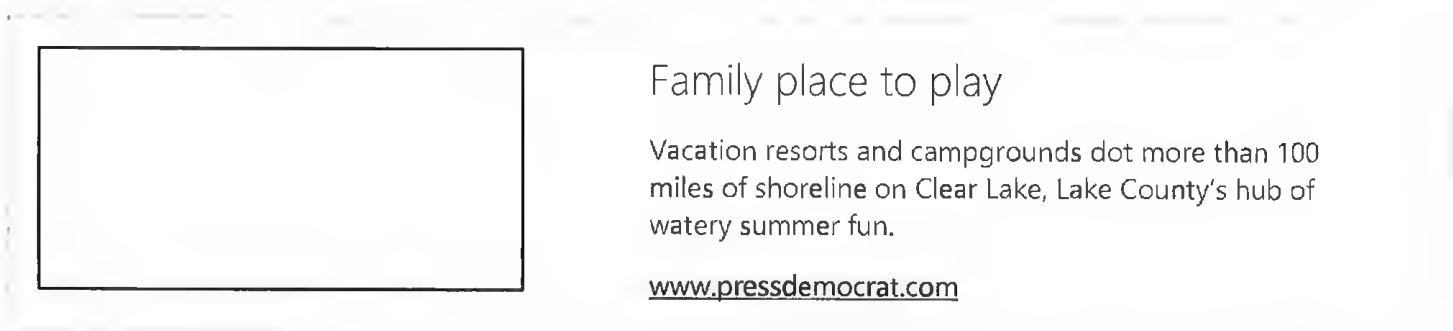 Family place to play
Vacation resorts and campgrounds dot more than 100
miles of shoreline on Clear Lake, Lake County's hub of
watery summer fun.
www.pressdemocrat.com